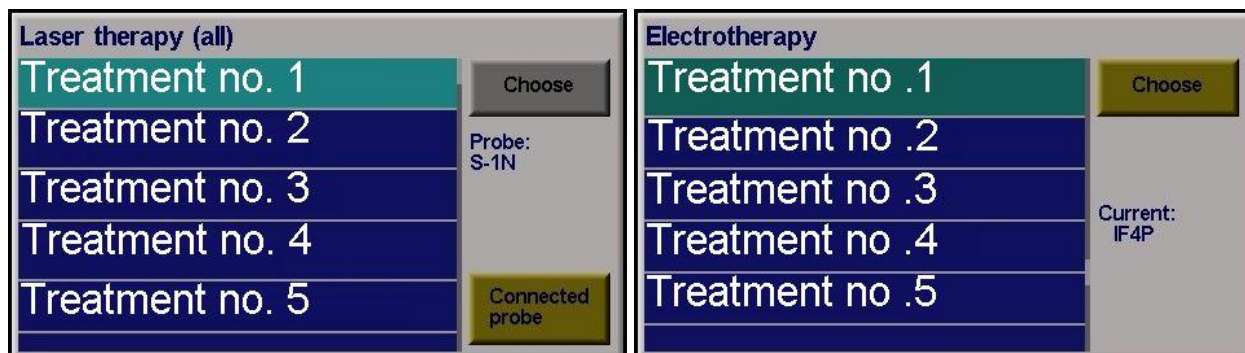 Laser therapy (all)
Treatment no. 1
Treatment no. 2
Treatment no. 3
Treatment no. 4
Treatment no. 5
Choose
Probe:
S-1N
Connected
probe
Electrotherapy
Treatment no .1
Treatment no .2
Treatment no .3
Treatment no .4
Treatment no .5
Choose
Current:
IF4P